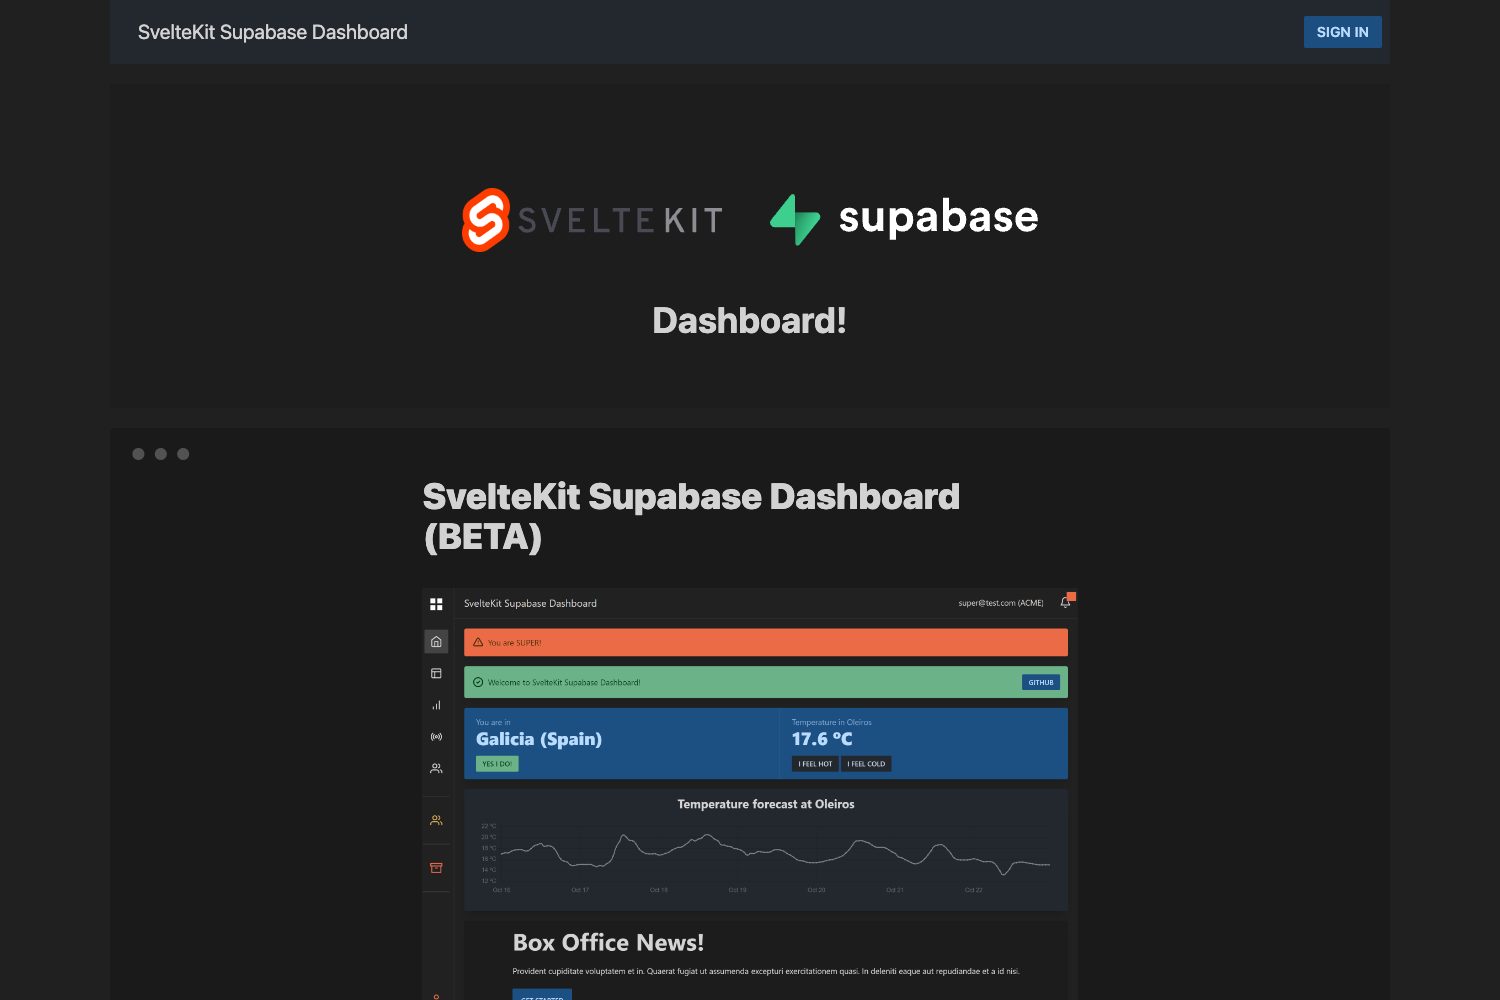 SvelteKit Supabase Dashboard
SIGN IN
SVELTEKIT
supabase
Dashboard!
SvelteKit Supabase Dashboard
(BETA)
SvelteKit Supabase Dashboard
super@test.com (ACME)
You are SUPER!
Welcome to SvelteKit Supabase Dashboard!
GITHUB
You are in
Galicia (Spain)
YES I DO!
Temperature in Oleiros
17.6 ºC
I FEEL HOT
I FEEL COLD
Temperature forecast at Oleiros
22 ºC
20 ºC
18 ºC
16 ºC
14 ºC
12 ºC
Oct 16
Oct 17
Oct 18
Oct 19
Oct 20
Oct 21
Oct 22
Box Office News!
Provident cupiditate voluptatem et in. Quaerat fugiat ut assumenda excepturi exercitationem quasi. In deleniti eaque aut repudiandae et a id nisi.
GET STARTED